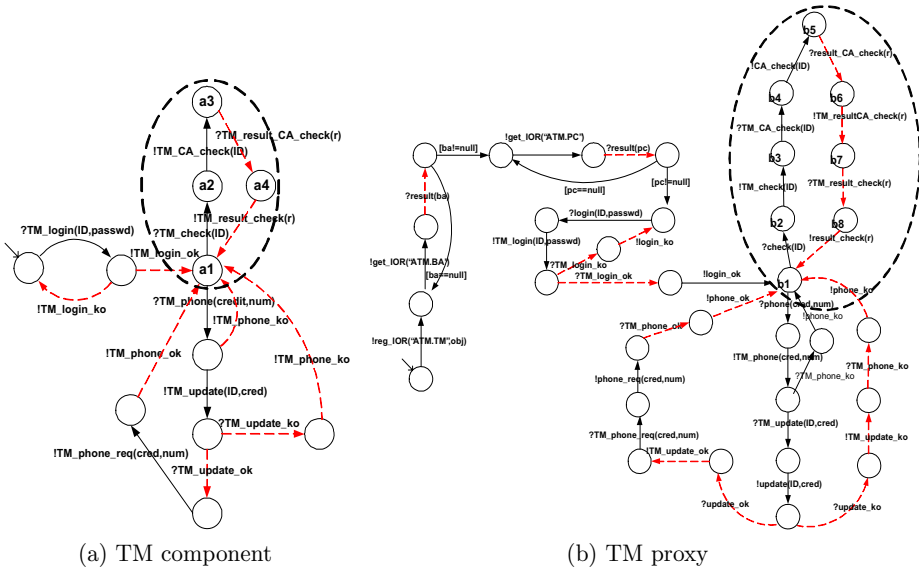 a3
?TM_result_CA_check(r)
!TM_CA_check(ID)
a2
a4
!TM_result_check(r)
?TM_check(ID)
?TM_login(ID,passwd)
!TM_login_ok
a1
!TM_login_ko
?TM_phone(credit,num)
!TM_phone_ko
!TM_phone_ok
!TM_phone_ko
!TM_update(ID,cred)
?TM_update_ko
!TM_phone_req(cred,num)
?TM_update_ok
(a) TM component
b5
?result_CA_check(r)
!CA_check(ID)
b4
b6
!TM_resultCA_check(r)
?TM_CA_check(ID)
b3
b7
?TM_result_check(r)
!TM_check(ID)
b2
b8
!result_check(r)
?check(ID)
b1
!get_IOR("ATM.PC")
[ba!=null]
?result(pc)
[pc==null]
[pc!=null]
?result(ba)
?login(ID,passwd)
!TM_login(ID,passwd)
!login_ko
?TM_login_ko
?TM_login_ok
!login_ok
!get_IOR("ATM.BA)
[ba==null]
!reg_IOR("ATM.TM",obj)
!phone_ko
?phone(cred,num)
!phone_ok
!phone_ko
?TM_phone_ok
!TM_phone(cred,num)
?TM_phone_ko
?TM_phone_ko
!phone_req(cred,num)
?TM_update(ID,cred)
!TM_update_ko
?TM_phone_req(cred,num)
!TM_update_ok
!update(ID,cred)
?update_ok
?update_ko
(b) TM proxy